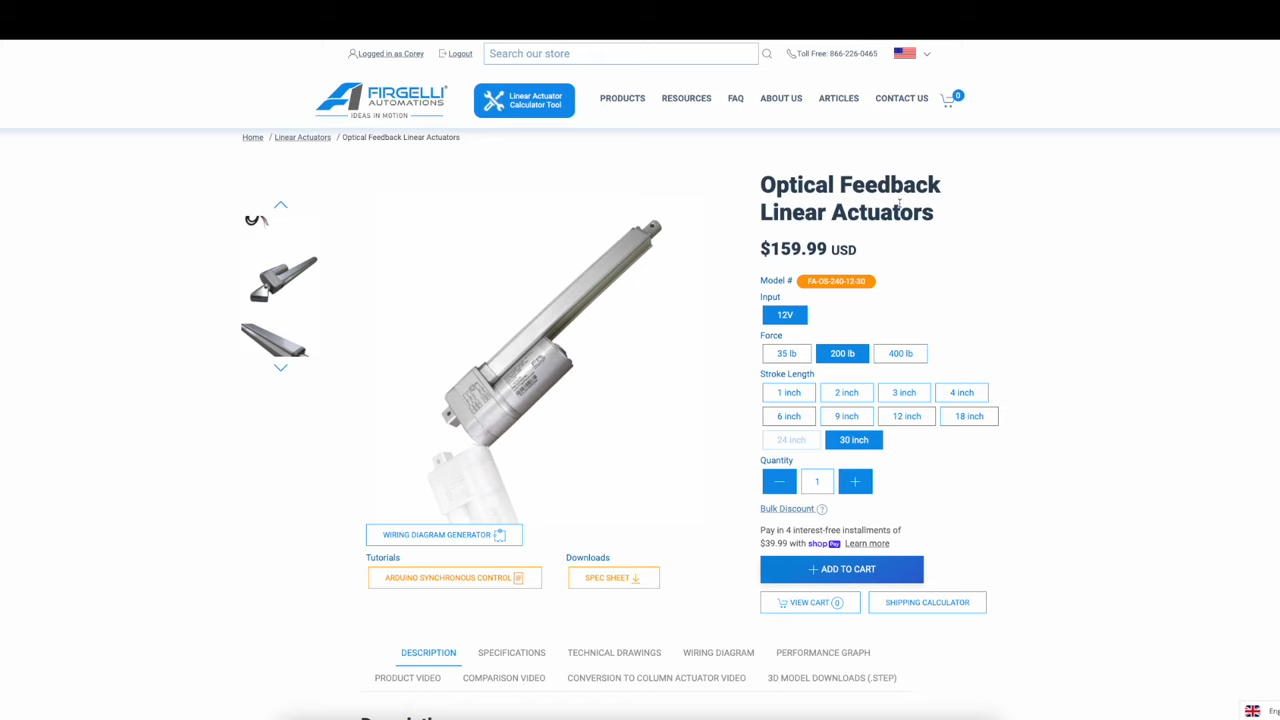 Logged in as Corey
Logout
Search our store
Toll Free: 866-226-0465
FIRGELLI
AUTOMATIONS
IDEAS IN MOTION
Linear Actuator
Calculator Tool
PRODUCTS
RESOURCES
FAQ
ABOUT US
ARTICLES
CONTACT US
0
Home / Linear Actuators / Optical Feedback Linear Actuators
Optical Feedback
Linear Actuators
$159.99 USD
Model # FA-OS-240-12-30
Input
12V
Force
35 lb 200 lb 400 lb
Stroke Length
1 inch 2 inch 3 inch 4 inch
6 inch 9 inch 12 inch 18 inch
24 inch 30 inch
Quantity
— 1 +
Bulk Discount ?
Pay in 4 interest-free installments of
$39.99 with shop Pay Learn more
+ ADD TO CART
VIEW CART 0
SHIPPING CALCULATOR
WIRING DIAGRAM GENERATOR
Tutorials
ARDUINO SYNCHRONOUS CONTROL
Downloads
SPEC SHEET
DESCRIPTION SPECIFICATIONS TECHNICAL DRAWINGS WIRING DIAGRAM PERFORMANCE GRAPH
PRODUCT VIDEO COMPARISON VIDEO CONVERSION TO COLUMN ACTUATOR VIDEO 3D MODEL DOWNLOADS (.STEP)